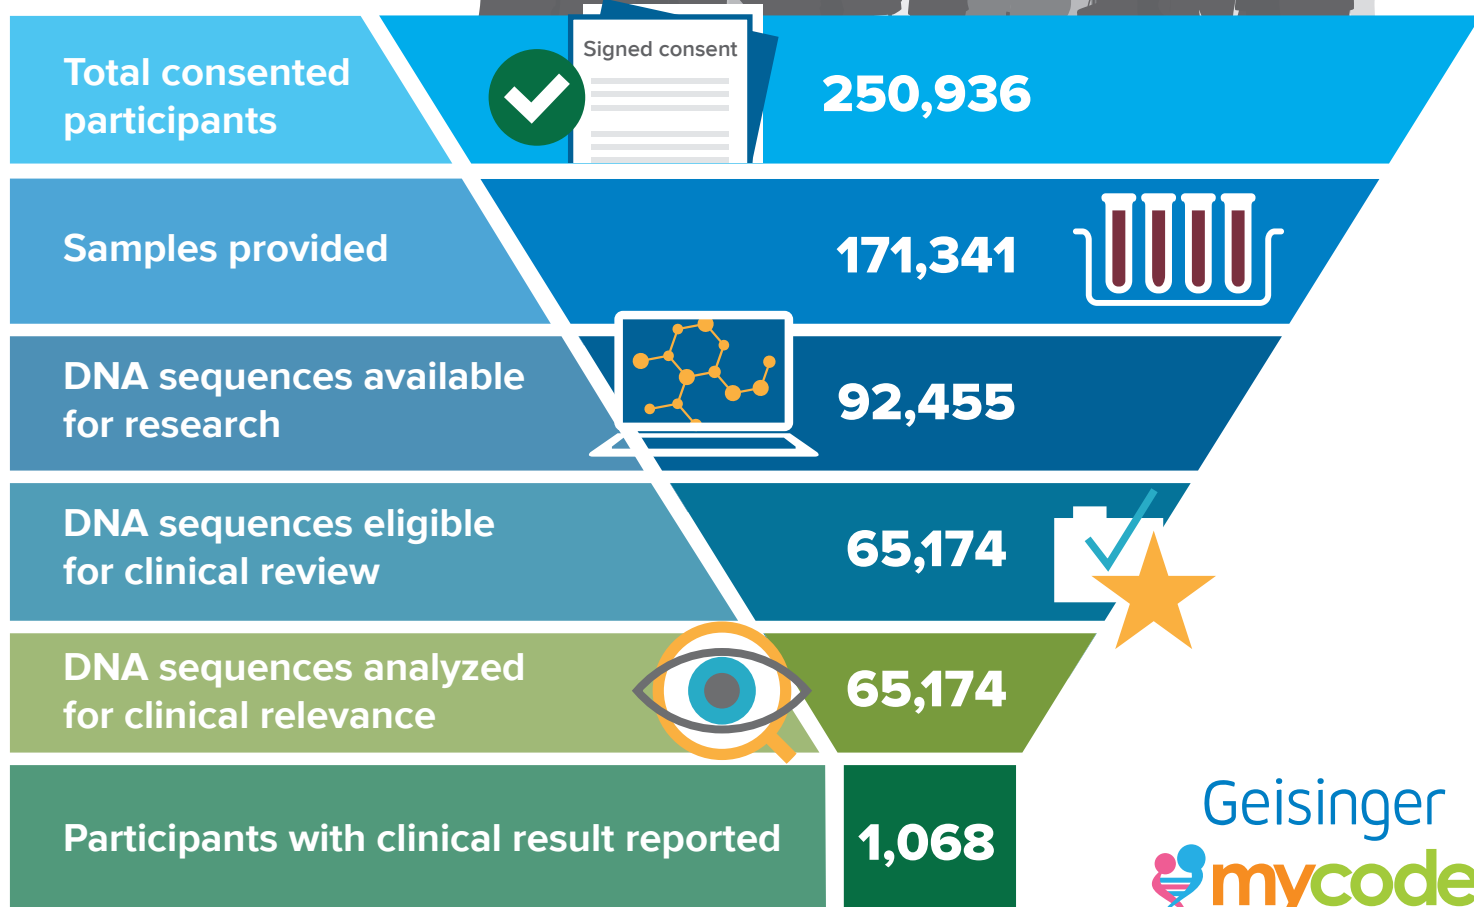 Total consented
participants
Signed consent
250,936
Samples provided
171,341
DNA sequences available
for research
92,455
DNA sequences eligible
for clinical review
65,174
DNA sequences analyzed
for clinical relevance
65,174
Participants with clinical result reported
1,068
Geisinger
mycode